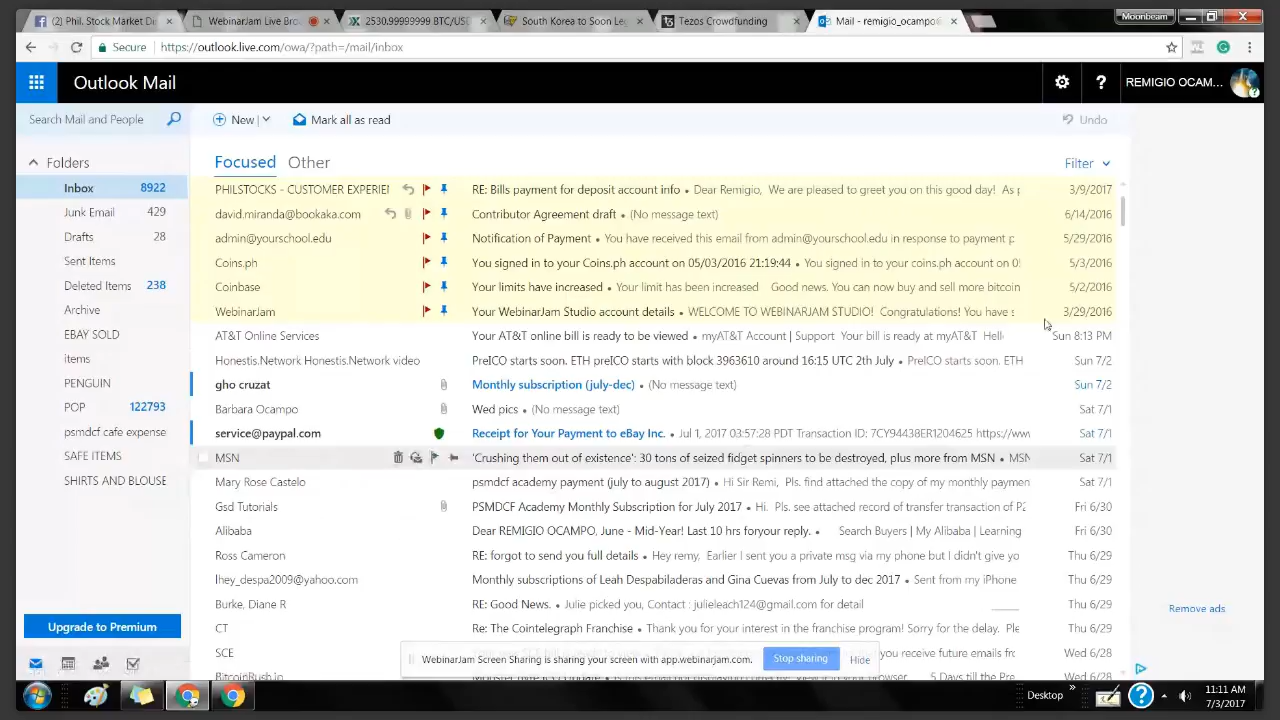 (2) Phil. Stock Market Du
WebinarJam Live Bro
2530.99999999 BTC/USD
South Korea to Soon Leg
Tezos Crowdfunding
Mail - remigio_ocampo6
Moonbeam
Secure
https://outlook.live.com/owa/?path=/mail/inbox
Outlook Mail
REMIGIO OCAM...
Search Mail and People
New
Mark all as read
Undo
Folders
Inbox 8922
Junk Email 429
Drafts 28
Sent Items
Deleted Items 238
Archive
EBAY SOLD
items
PENGUIN
POP 122793
psmdcf cafe expense
SAFE ITEMS
SHIRTS AND BLOUSE
Upgrade to Premium
Focused Other
Filter
PHILSTOCKS - CUSTOMER EXPERIE RE: Bills payment for deposit account info • Dear Remigio, We are pleased to greet you on this good day! As p 3/9/2017
david.miranda@bookaka.com Contributor Agreement draft • (No message text) 6/14/2016
admin@yourschool.edu Notification of Payment • You have received this email from admin@yourschool.edu in response to payment p 5/29/2016
Coins.ph You signed in to your Coins.ph account on 05/03/2016 21:19:44 • You signed in to your coins.ph account on 0 5/3/2016
Coinbase Your limits have increased • Your limit has been increased Good news. You can now buy and sell more bitcoin 5/2/2016
WebinarJam Your WebinarJam Studio account details • WELCOME TO WEBINARJAM STUDIO! Congratulations! You have s 3/29/2016
AT&T Online Services Your AT&T online bill is ready to be viewed • myAT&T Account | Support Your bill is ready myAT&T Hello Sun 8:13 PM
Honestis.Network Honestis.Network video PreICO starts soon. ETH preICO starts with block 3963610 around 16:15 UTC 2th July • PreICO starts soon. ETH Sun 7/2
gho cruzat Monthly subscription (july-dec) • (No message text) Sun 7/2
Barbara Ocampo Wed pics • (No message text) Sat 7/1
service@paypal.com Receipt for Your Payment to eBay Inc. • Jul 1, 2017 03:57:28 PDT Transaction ID: 7CY94438ER1204625 https://ww Sat 7/1
MSN 'Crushing them out of existence': 30 tons of seized fidget spinners to be destroyed, plus more from MSN • MSN Sat 7/1
Mary Rose Castelo psmdcf academy payment (july to august 2017) • Hi Sir Remi, Pls. find attached the copy of my monthly paymen Sat 7/1
Gsd Tutorials PSMDCF Academy Monthly Subscription for July 2017 • Hi. Pls. see attached record of transfer transaction of P2 Fri 6/30
Alibaba Dear REMIGIO OCAMPO, June - Mid-Year! Last 10 hrs foryour reply. • Search Buyers | My Alibaba | Learning Fri 6/30
Ross Cameron RE: forgot to send you full details • Hey remy, Earlier I sent you a private msg via my phone but I didn't give yo Thu 6/29
lhey_despa2009@yahoo.com Monthly subscriptions of Leah Despabiladeras and Gina Cuevas from July to dec 2017 • Sent from my iPhone Thu 6/29
Burke, Diane R RE: Good News. • Julie picked you, Contact : julieleach124@gmail.com for detail Thu 6/29
CT Re: The Cointelegraph Franchise • Thank you for your interest in the franchise program! Sorry for the delay. Ple Thu 6/29
SCE you receive future emails fro Wed 6/28
BitcoinRush.io Wed 6/28
Remove ads
WebinarJam Screen Sharing is sharing your screen with app.webinarjam.com. Stop sharing Hide
Desktop
11:11 AM
7/3/2017